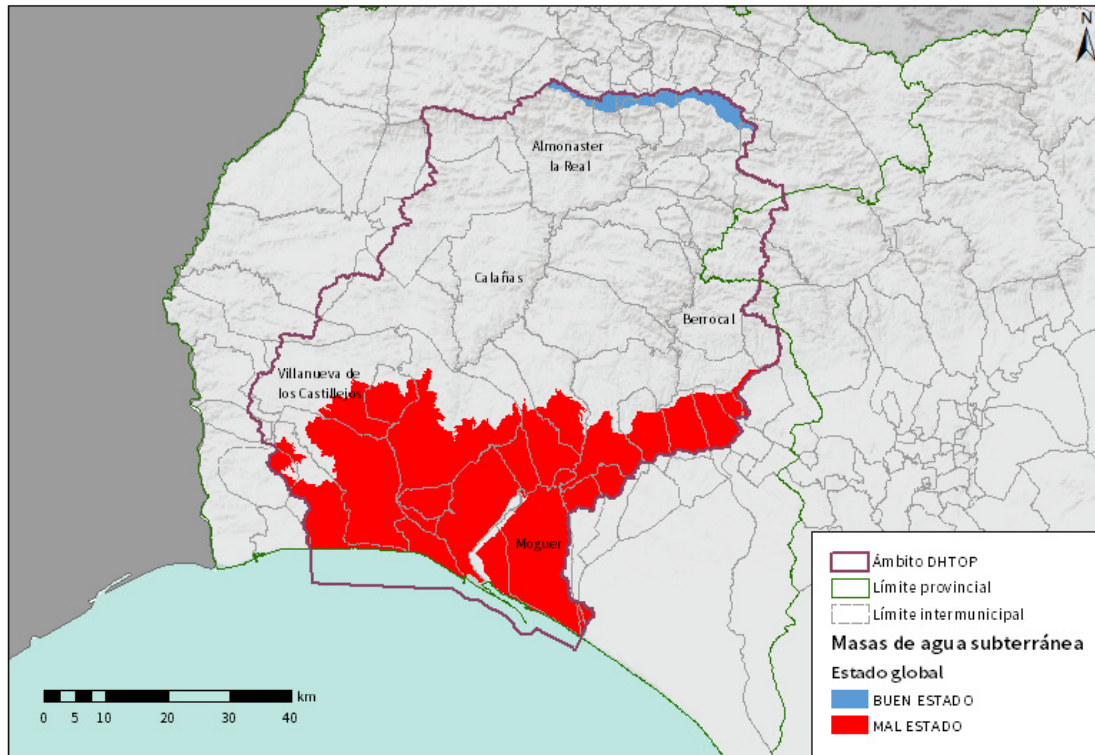 N
Almonaster
la Real
Calañas
Berrocal
Villanueva de
los Castillejos
Moguer
km
0 5 10 20 30 40
Ámbito DHTOP
Límite provincial
Límite intermunicipal
Masas de agua subterránea
Estado global
BUEN ESTADO
MAL ESTADO